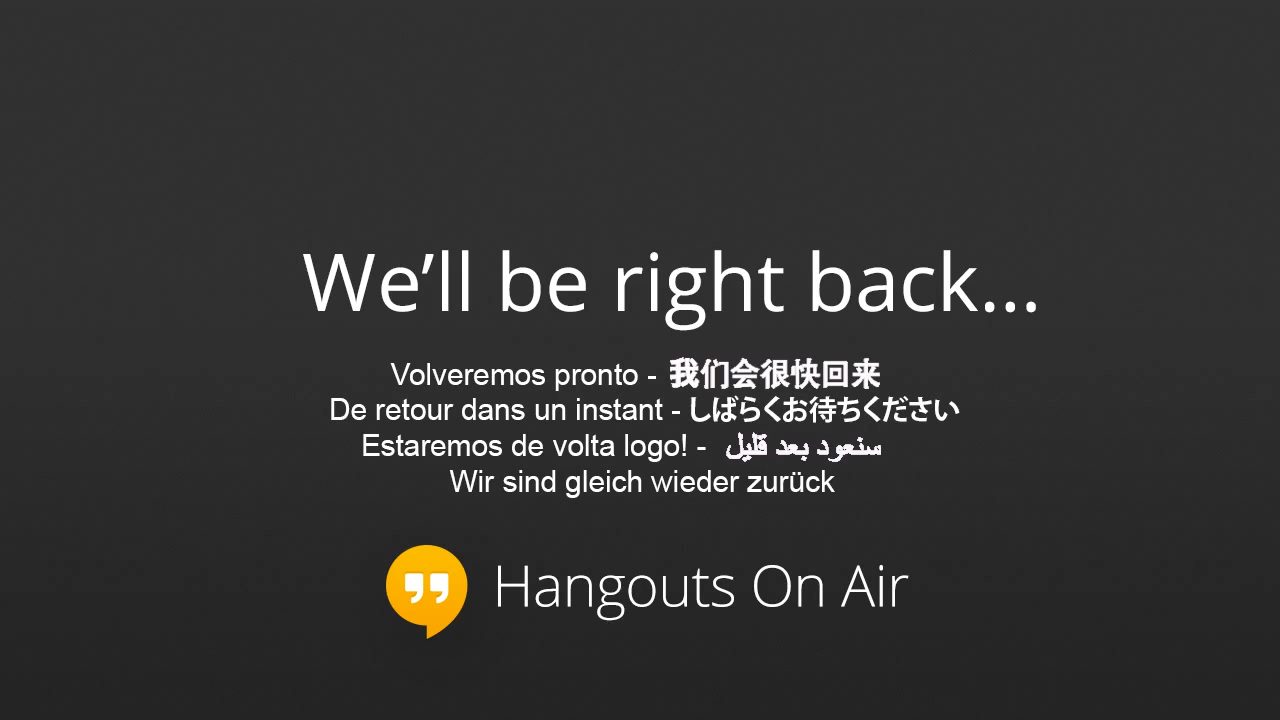 We’ll be right back...
Volveremos pronto - 我们会很快回来
De retour dans un instant - しばらくお待ちください
Estaremos de volta logo! - سنعود بعد قليل
Wir sind gleich wieder zurück
Hangouts On Air